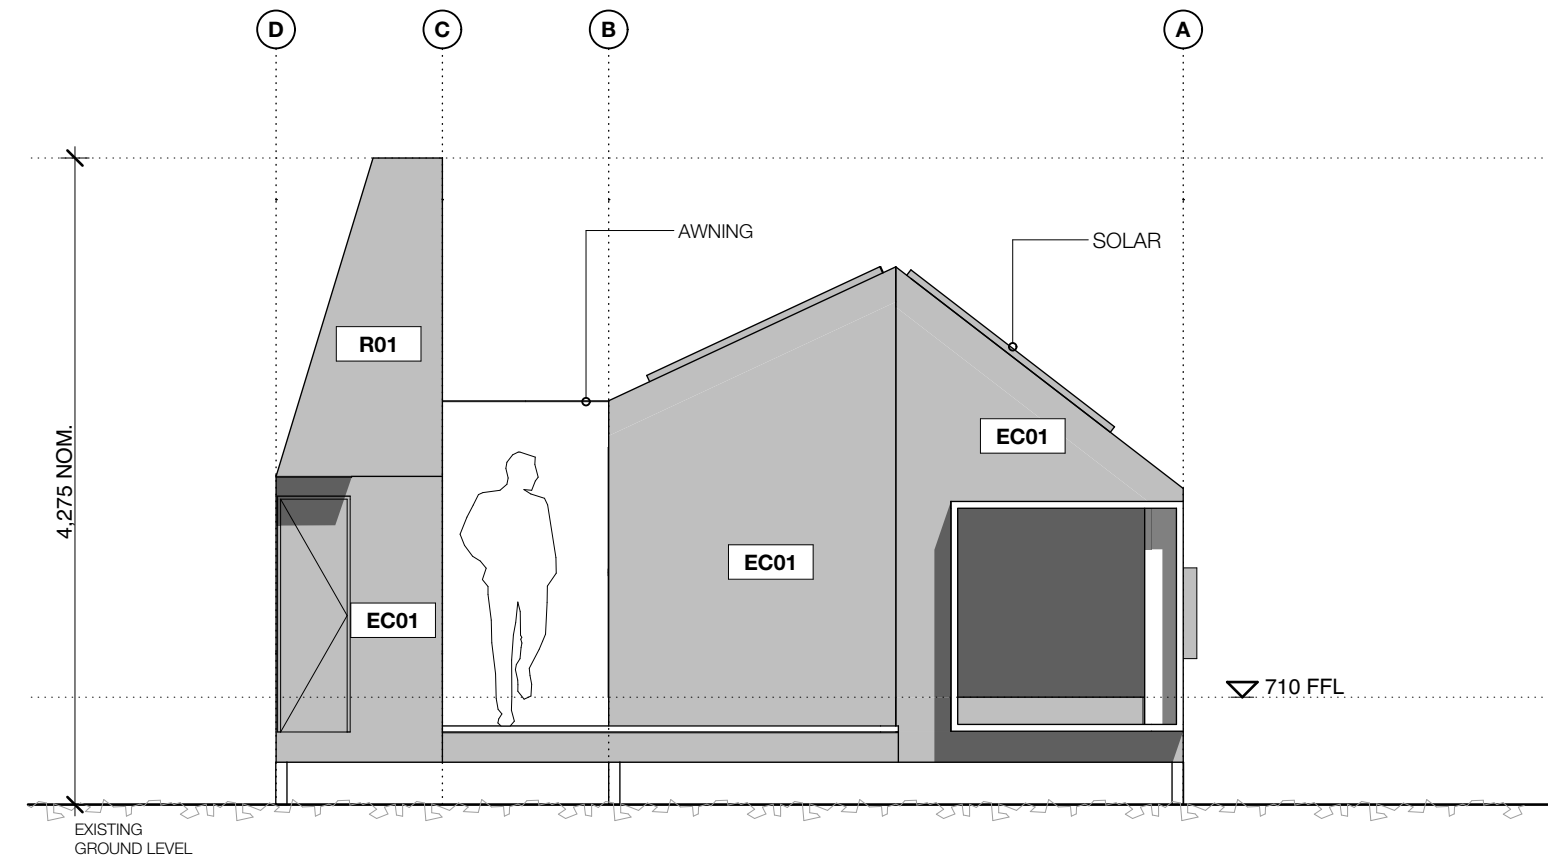 D
C
B
A
AWNING
SOLAR
R01
EC01
4,275 NOM.
EC01
EC01
710 FFL
EXISTING
GROUND LEVEL